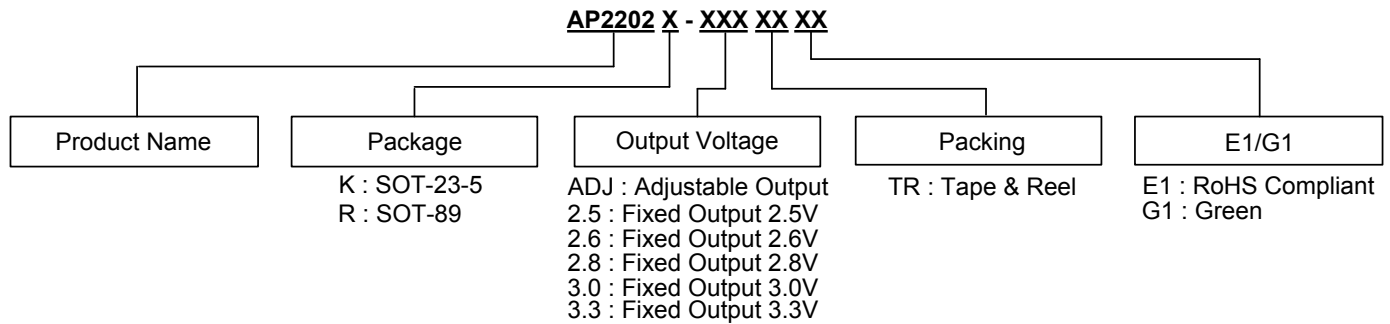 AP2202 X - XXX XX XX
Product Name
Package
Output Voltage
Packing
E1/G1
K : SOT-23-5
R : SOT-89
ADJ : Adjustable Output
2.5 : Fixed Output 2.5V
2.6 : Fixed Output 2.6V
2.8 : Fixed Output 2.8V
3.0 : Fixed Output 3.0V
3.3 : Fixed Output 3.3V
TR : Tape & Reel
E1 : RoHS Compliant
G1 : Green